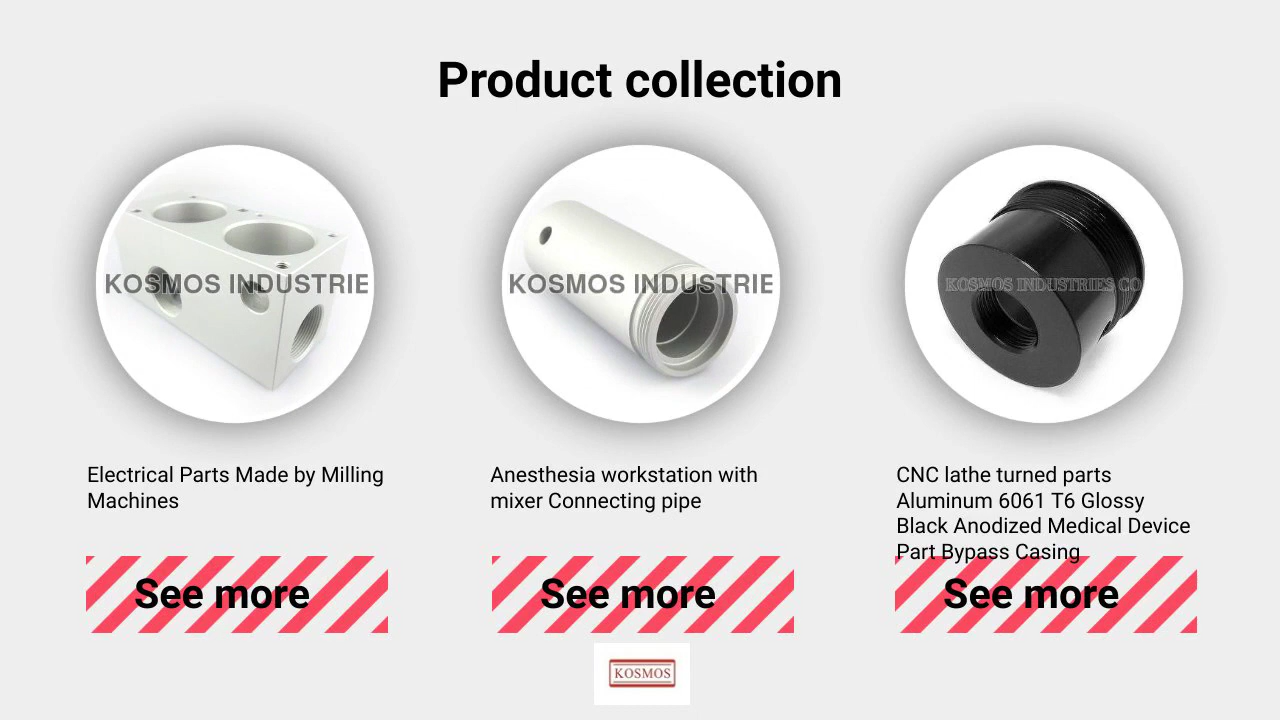 Product collection
KOSMOS INDUSTRIE
KOSMOS INDUSTRIE
KOSMOS INDUSTRIES CO
Electrical Parts Made by Milling
Machines
Anesthesia workstation with
mixer Connecting pipe
CNC lathe turned parts
Aluminum 6061 T6 Glossy
Black Anodized Medical Device
Part Bypass Casing
See more
See more
See more
KOSMOS